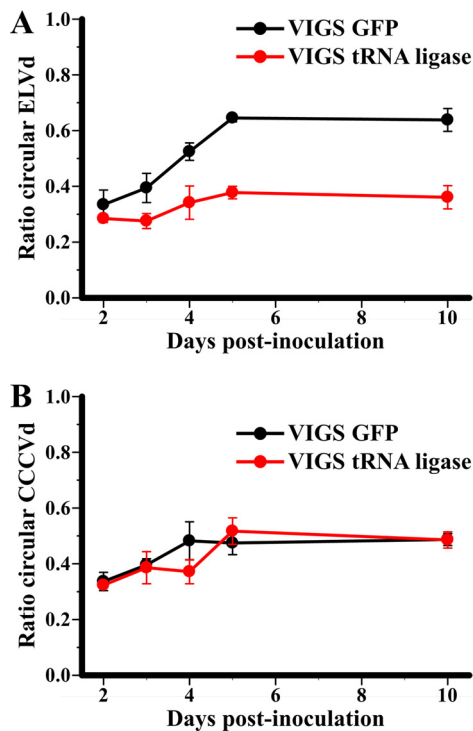 A
VIGS GFP
VIGS tRNA ligase
Ratio circular ELVd
1.0
0.8
0.6
0.4
0.2
0.0
2 4 6 8 10
Days post-inoculation
B
VIGS GFP
VIGS tRNA ligase
Ratio circular CCCVd
1.0
0.8
0.6
0.4
0.2
0.0
2 4 6 8 10
Days post-inoculation